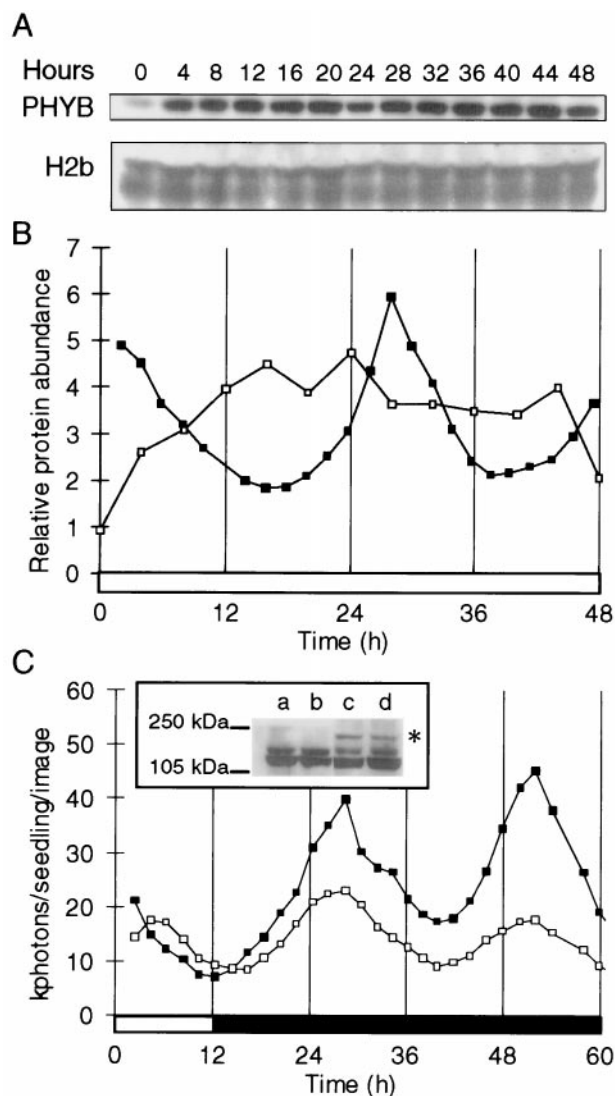 A
Hours 0 4 8 12 16 20 24 28 32 36 40 44 48
PHYB
H2b
B
Relative protein abundance
7
6
5
4
3
2
1
0
0 12 24 36 48
Time (h)
C
kphotons/seedling/image
60
50
40
30
20
10
0
a b c d
250 kDa
*
105 kDa
0 12 24 36 48 60
Time (h)